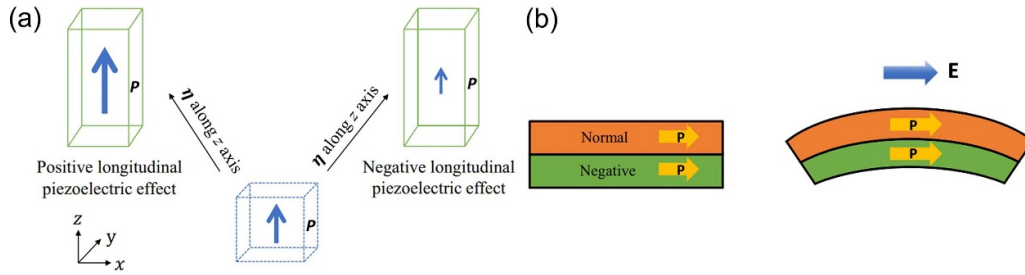 (a)
P
η along z axis
η along z axis
P
Positive longitudinal
piezoelectric effect
Negative longitudinal
piezoelectric effect
P
z
y
x
(b)
E
Normal P
Negative P
P
P